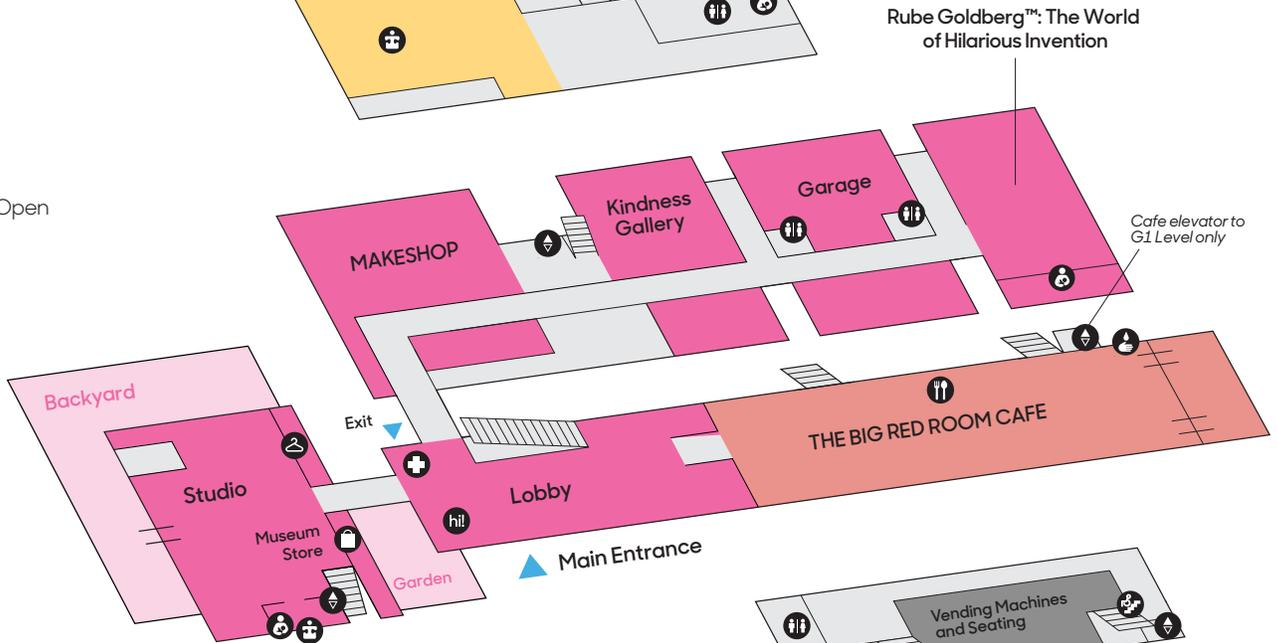 Rube Goldberg™: The World
of Hilarious Invention
Open
Kindness
Gallery
Garage
MAKESHOP
Cafe elevator to
G1 Level only
Backyard
Exit
THE BIG RED ROOM CAFE
Studio
Lobby
hi!
Museum
Store
Main Entrance
Garden
Vending Machines
and Seating